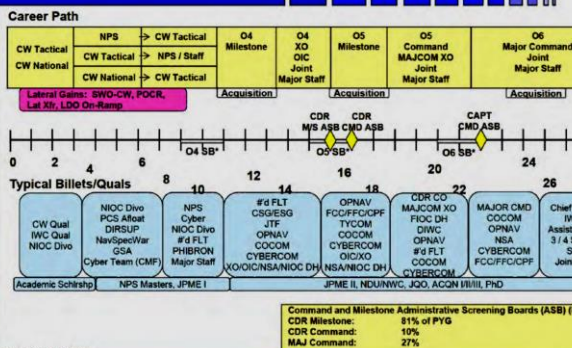 Career Path
CW Tactical
CW National
NPS → CW Tactical
CW Tactical → NPS / Staff
CW National → CW Tactical
O4
Milestone
O4
XO
OIC
Joint
Major Staff
O5
Milestone
O5
Command
MAJCOM XO
Joint
Major Staff
O6
Major Command
Joint
Major Staff
Lateral Gains: SWO-CW, POCR,
Lat Xfr, LDO On-Ramp
Acquisition
Acquisition
Acquisition
CDR
M/S ASB
CDR
CMD ASB
CAPT
CMD ASB
O4 SB*
O5 SB*
O6 SB*
0 2 4 6 8 10 12 14 16 18 20 22 24 26
Typical Billets/Quals
CW Qual
IWC Qual
NIOC Divo
NIOC Divo
PCS Afloat
DIRSUP
NavSpecWar
GSA
Cyber Team (CMF)
NPS
Cyber
NIOC Divo
#'d FLT
PHIBRON
Major Staff
#'d FLT
CSG/ESG
JTF
OPNAV
COCOM
CYBERCOM
XO/OIC/NSA/NIOC DH
OPNAV
FCC/FFC/CPF
TYCOM
COCOM
CYBERCOM
OIC/XO
NSA/NIOC DH
CDR CO
MAJCOM XO
FIOC DH
DIWC
OPNAV
#'d FLT
COCOM
CYBERCOM
MAJOR CMD
COCOM
OPNAV
NSA
CYBERCOM
FCC/FFC/CPF
Chief
IW
Assist
3 / 4 S
S
Join
Academic Schlrshp
NPS Masters, JPME I
JPME II, NDU/NWC, JQO, ACQN I/II/III, PhD
Command and Milestone Administrative Screening Boards (ASB) (
CDR Milestone: 81% of PYG
CDR Command: 10%
MAJ Command: 27%